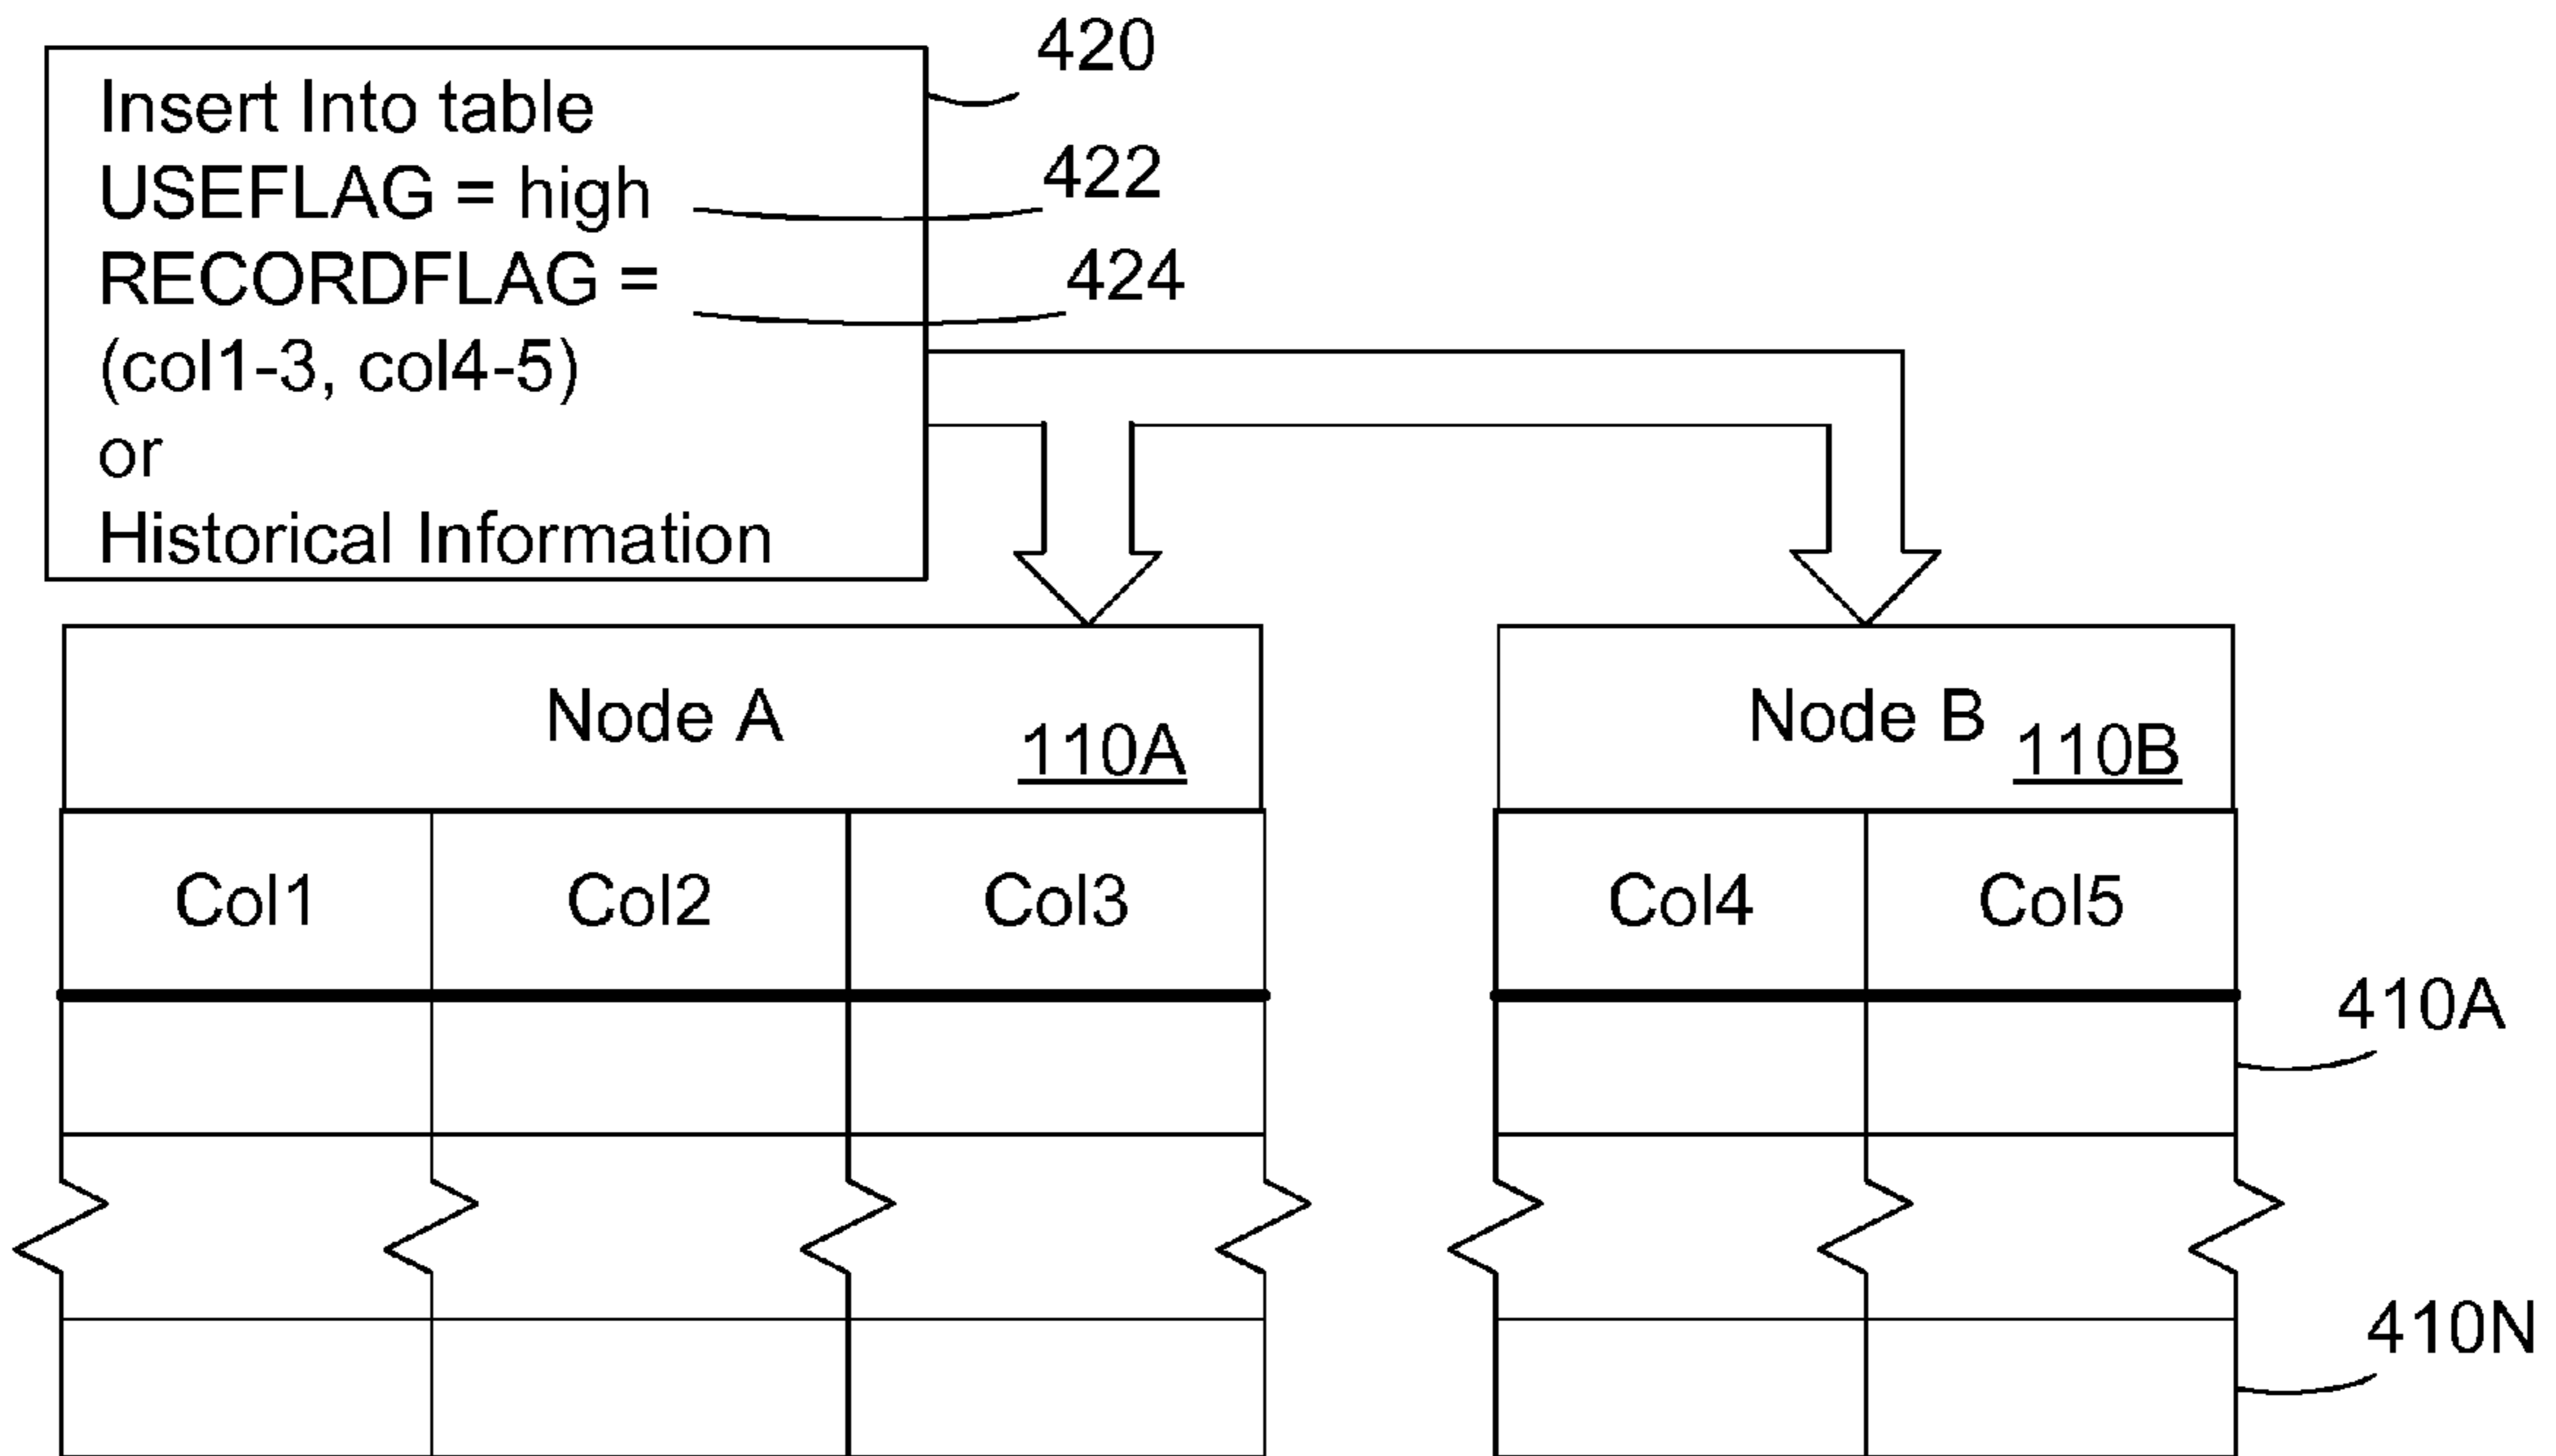 Insert Into table
USEFLAG = high
RECORDFLAG =
(col1-3, col4-5)
or
Historical Information
420
422
424
Node A 110A
Node B 110B
Col1 Col2 Col3
Col4 Col5
410A
410N